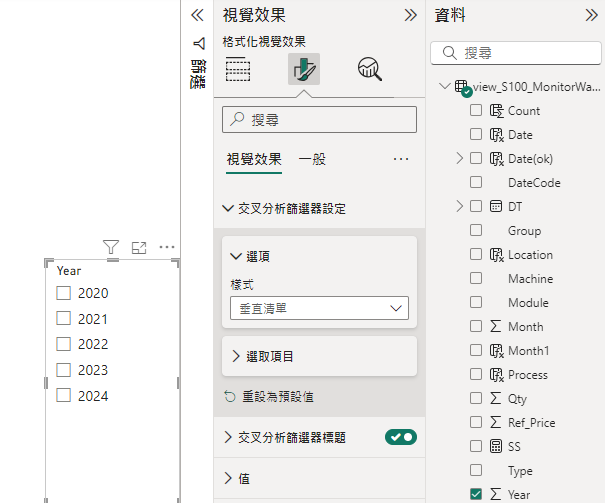 Year
2020
2021
2022
2023
2024
篩選
視覺效果
格式化視覺效果
搜尋
視覺效果
一般
交叉分析篩選器設定
選項
樣式
垂直清單
選取項目
重設為預設值
交叉分析篩選器標題
值
資料
搜尋
view_S100_MonitorWa...
Count
Date
Date(ok)
DateCode
DT
Group
Location
Machine
Module
Month
Month1
Process
Qty
Ref_Price
SS
Type
Year